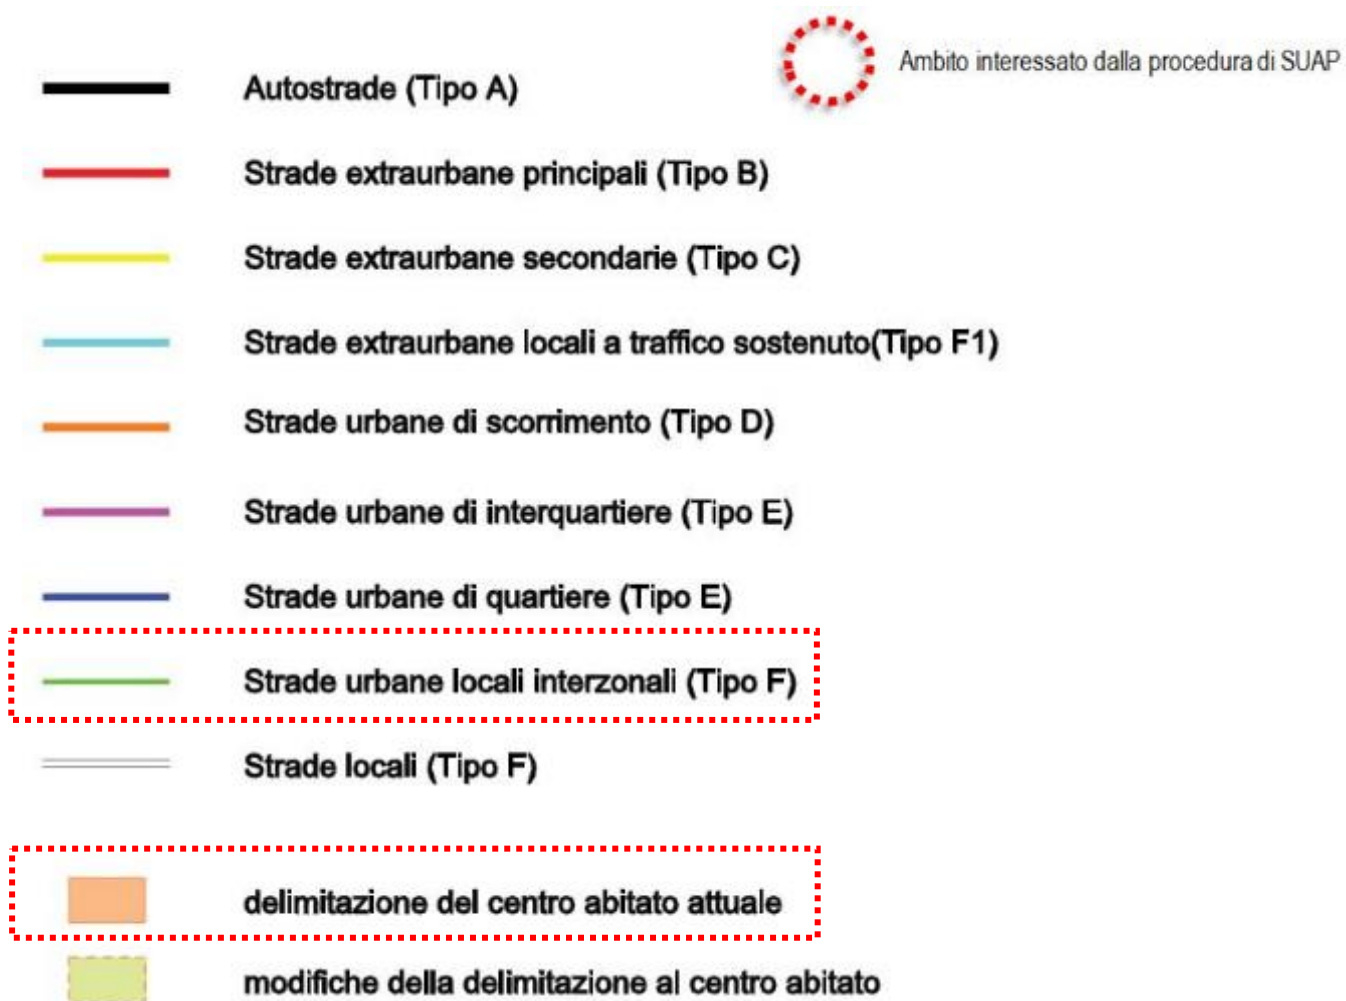 Ambito interessato dalla procedura di SUAP
Autostrade (Tipo A)
Strade extraurbane principali (Tipo B)
Strade extraurbane secondarie (Tipo C)
Strade extraurbane locali a traffico sostenuto(Tipo F1)
Strade urbane di scorrimento (Tipo D)
Strade urbane di interquartiere (Tipo E)
Strade urbane di quartiere (Tipo E)
Strade urbane locali interzonali (Tipo F)
Strade locali (Tipo F)
delimitazione del centro abitato attuale
modifiche della delimitazione al centro abitato